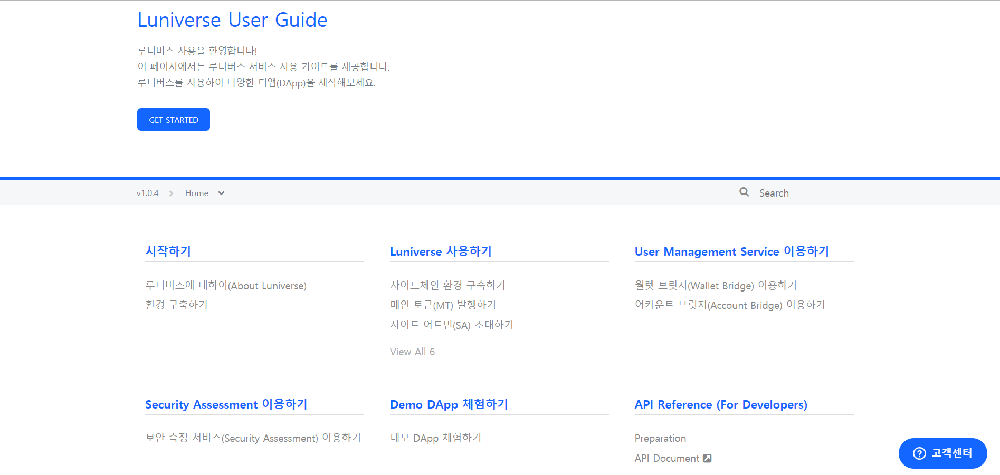 Luniverse User Guide
루니버스 사용을 환영합니다!
이 페이지에서는 루니버스 서비스 사용 가이드를 제공합니다.
루니버스를 사용하여 다양한 디앱(DApp)을 제작해보세요.
GET STARTED
v1.0.4 Home Search
시작하기
루니버스에 대하여(About Luniverse)
환경 구축하기
Luniverse 사용하기
사이드체인 환경 구축하기
메인 토큰(MT) 발행하기
사이드 어드민(SA) 초대하기
View All 6
User Management Service 이용하기
월렛 브릿지(Wallet Bridge) 이용하기
어카운트 브릿지(Account Bridge) 이용하기
Security Assessment 이용하기
보안 측정 서비스(Security Assessment) 이용하기
Demo DApp 체험하기
데모 DApp 체험하기
API Reference (For Developers)
Preparation
API Document
고객센터